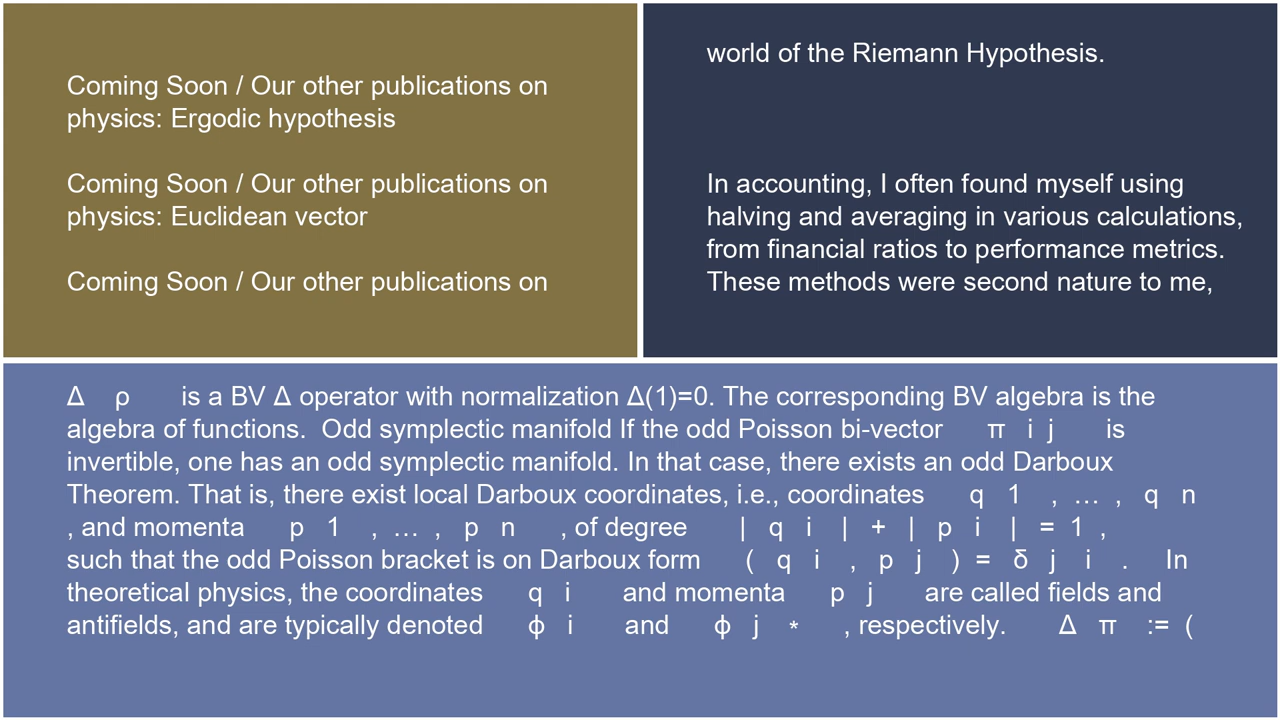 Coming Soon / Our other publications on
physics: Ergodic hypothesis
Coming Soon / Our other publications on
physics: Euclidean vector
Coming Soon / Our other publications on
world of the Riemann Hypothesis.
In accounting, I often found myself using
halving and averaging in various calculations,
from financial ratios to performance metrics.
These methods were second nature to me,
Δ ρ is a BV Δ operator with normalization Δ(1)=0. The corresponding BV algebra is the
algebra of functions. Odd symplectic manifold If the odd Poisson bi-vector π i j is
invertible, one has an odd symplectic manifold. In that case, there exists an odd Darboux
Theorem. That is, there exist local Darboux coordinates, i.e., coordinates q 1 , … , q n
, and momenta p 1 , … , p n , of degree | q i | + | p i | = 1 ,
such that the odd Poisson bracket is on Darboux form ( q i , p j ) = δ j i . In
theoretical physics, the coordinates q i and momenta p j are called fields and
antifields, and are typically denoted ϕ i and ϕ j * , respectively. Δ π := (